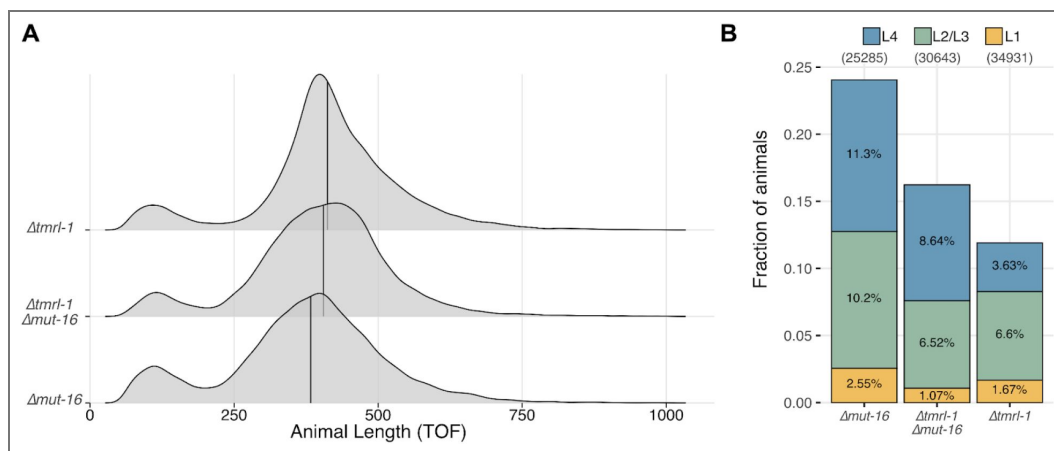 A
Δtmrl-1
Δtmrl-1
Δmut-16
Δmut-16
0 250 500 750 1000
Animal Length (TOF)
B
L4 L2/L3 L1
(25285) (30643) (34931)
0.25
0.20
0.15
0.10
0.05
0.00
Fraction of animals
11.3%
10.2%
2.55%
8.64%
6.52%
1.07%
3.63%
6.6%
1.67%
Δmut-16 Δtmrl-1 Δtmrl-1
Δmut-16